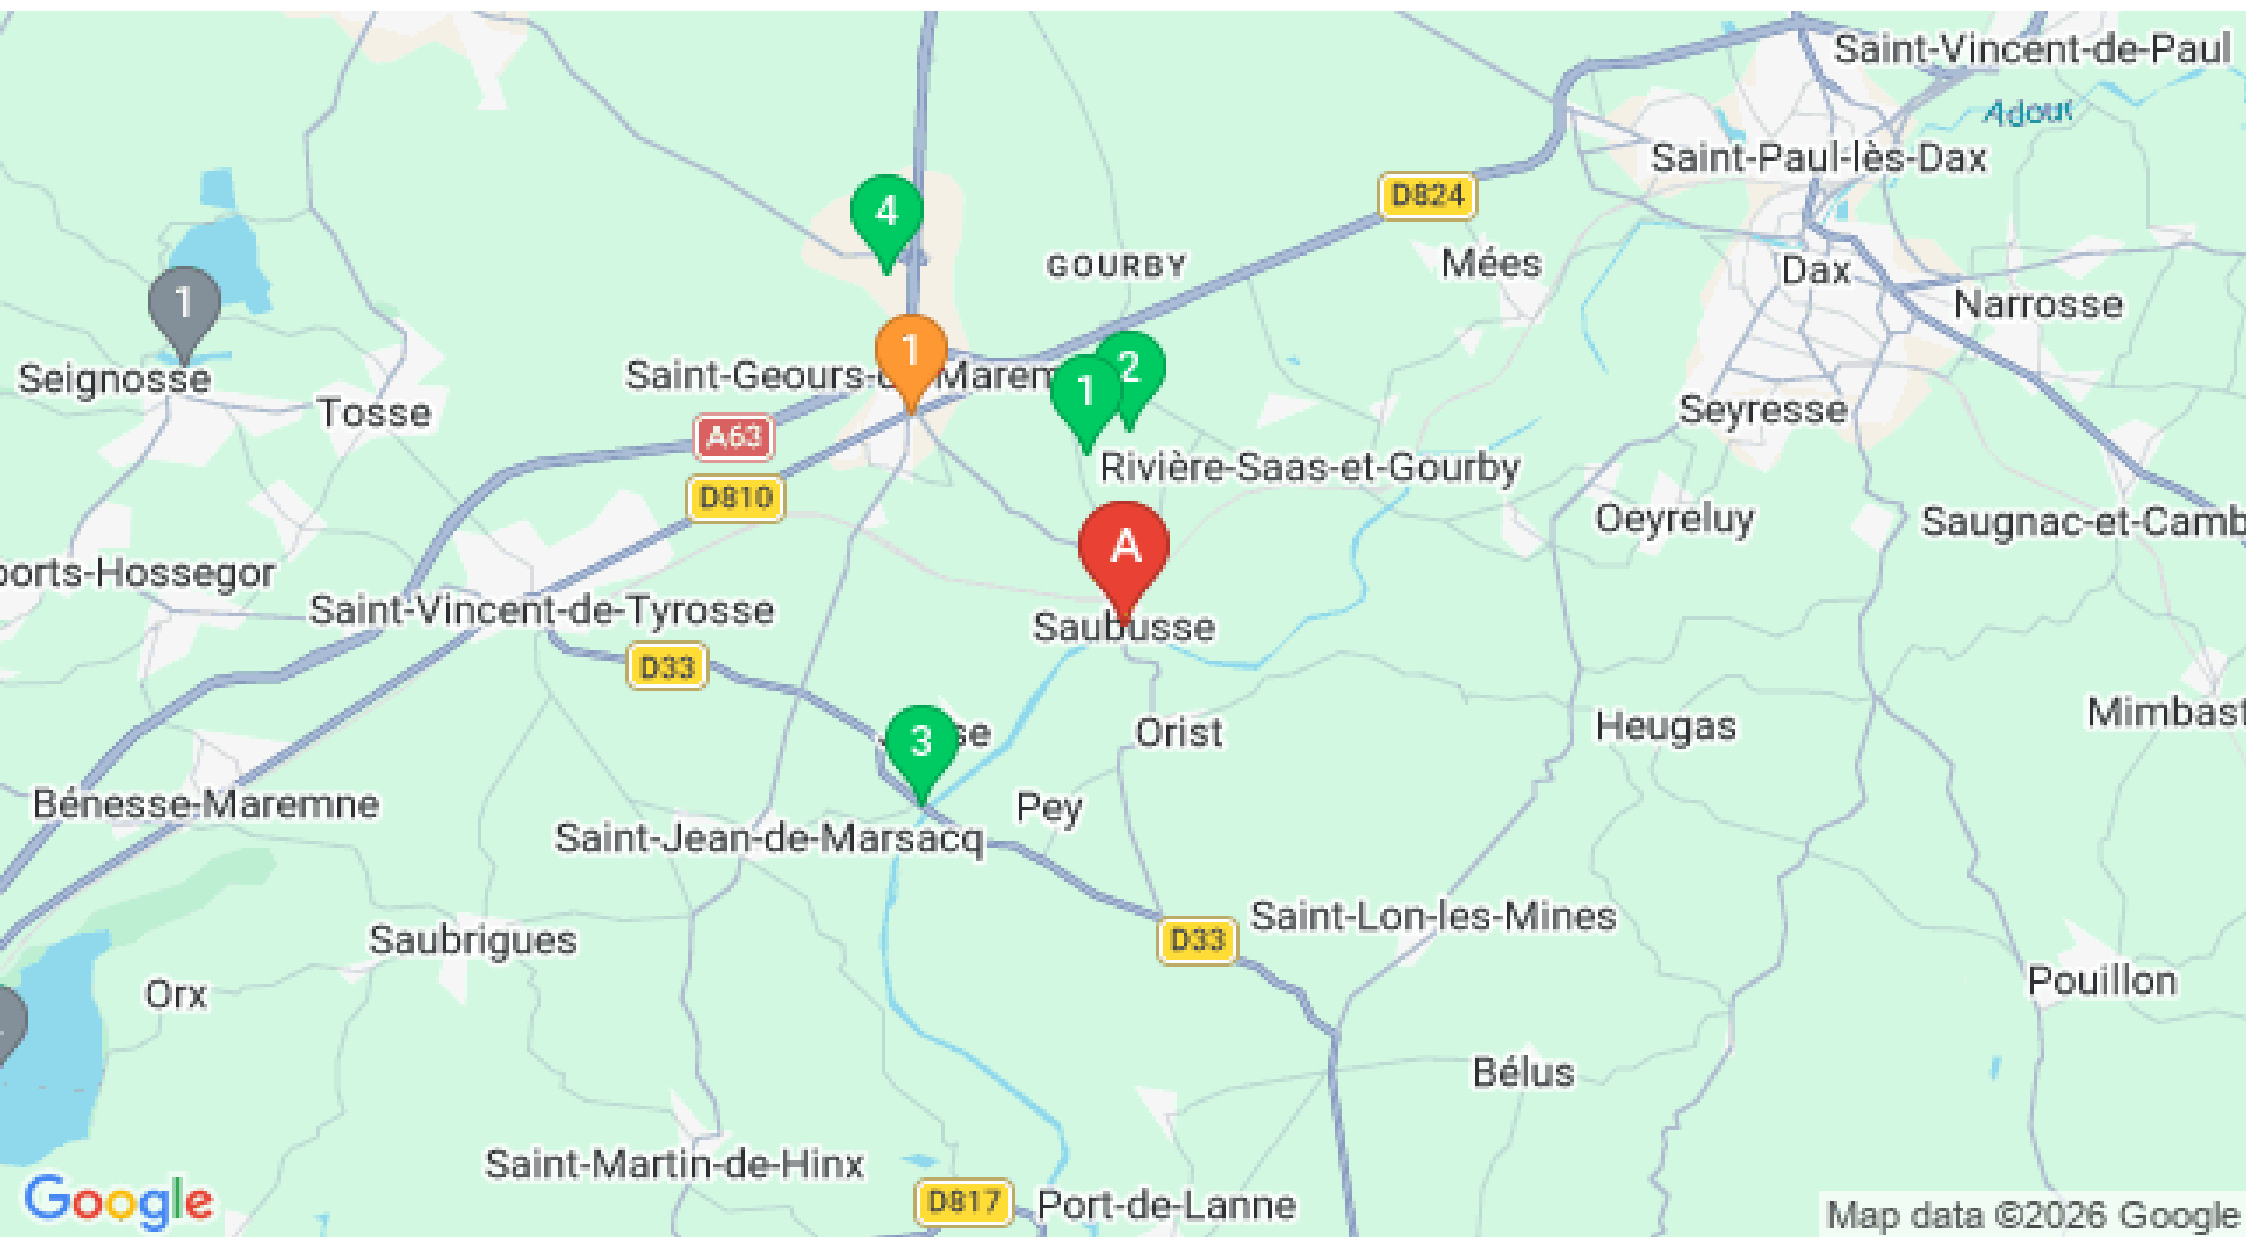 Saint-Vincent-de-Paul
Adour
Saint-Paul-lès-Dax
D824
4
GOURBY
Mées
Dax
Narrosse
1
Seignosse
Tosse
1
Saint-Geours-
Marem
1
2
A63
Seyresse
Rivière-Saas-et-Gourby
D810
Oeyreluy
Saugnac-et-Camb
A
orts-Hossegor
Saint-Vincent-de-Tyrosse
Saubusse
D33
3
se
Orist
Heugas
Mimbast
Bénesse-Maremne
Pey
Saint-Jean-de-Marsacq
Saint-Lon-les-Mines
D33
Saubrigues
Orx
Pouillon
Bélus
Saint-Martin-de-Hinx
Google
D817
Port-de-Lanne
Map data ©2026 Google